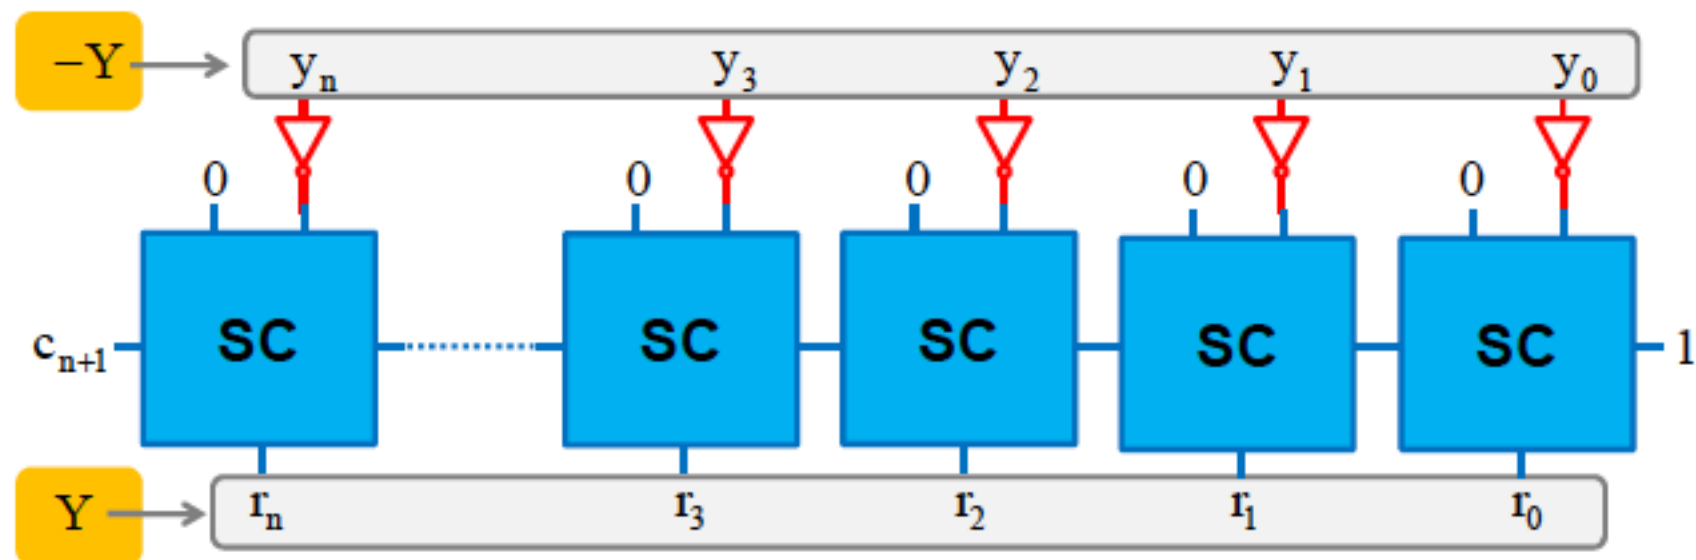 −Y yₙ y₃ y₂ y₁ y₀
0 0 0 0 0
cₙ₊₁ SC SC SC SC SC 1
Y rₙ r₃ r₂ r₁ r₀